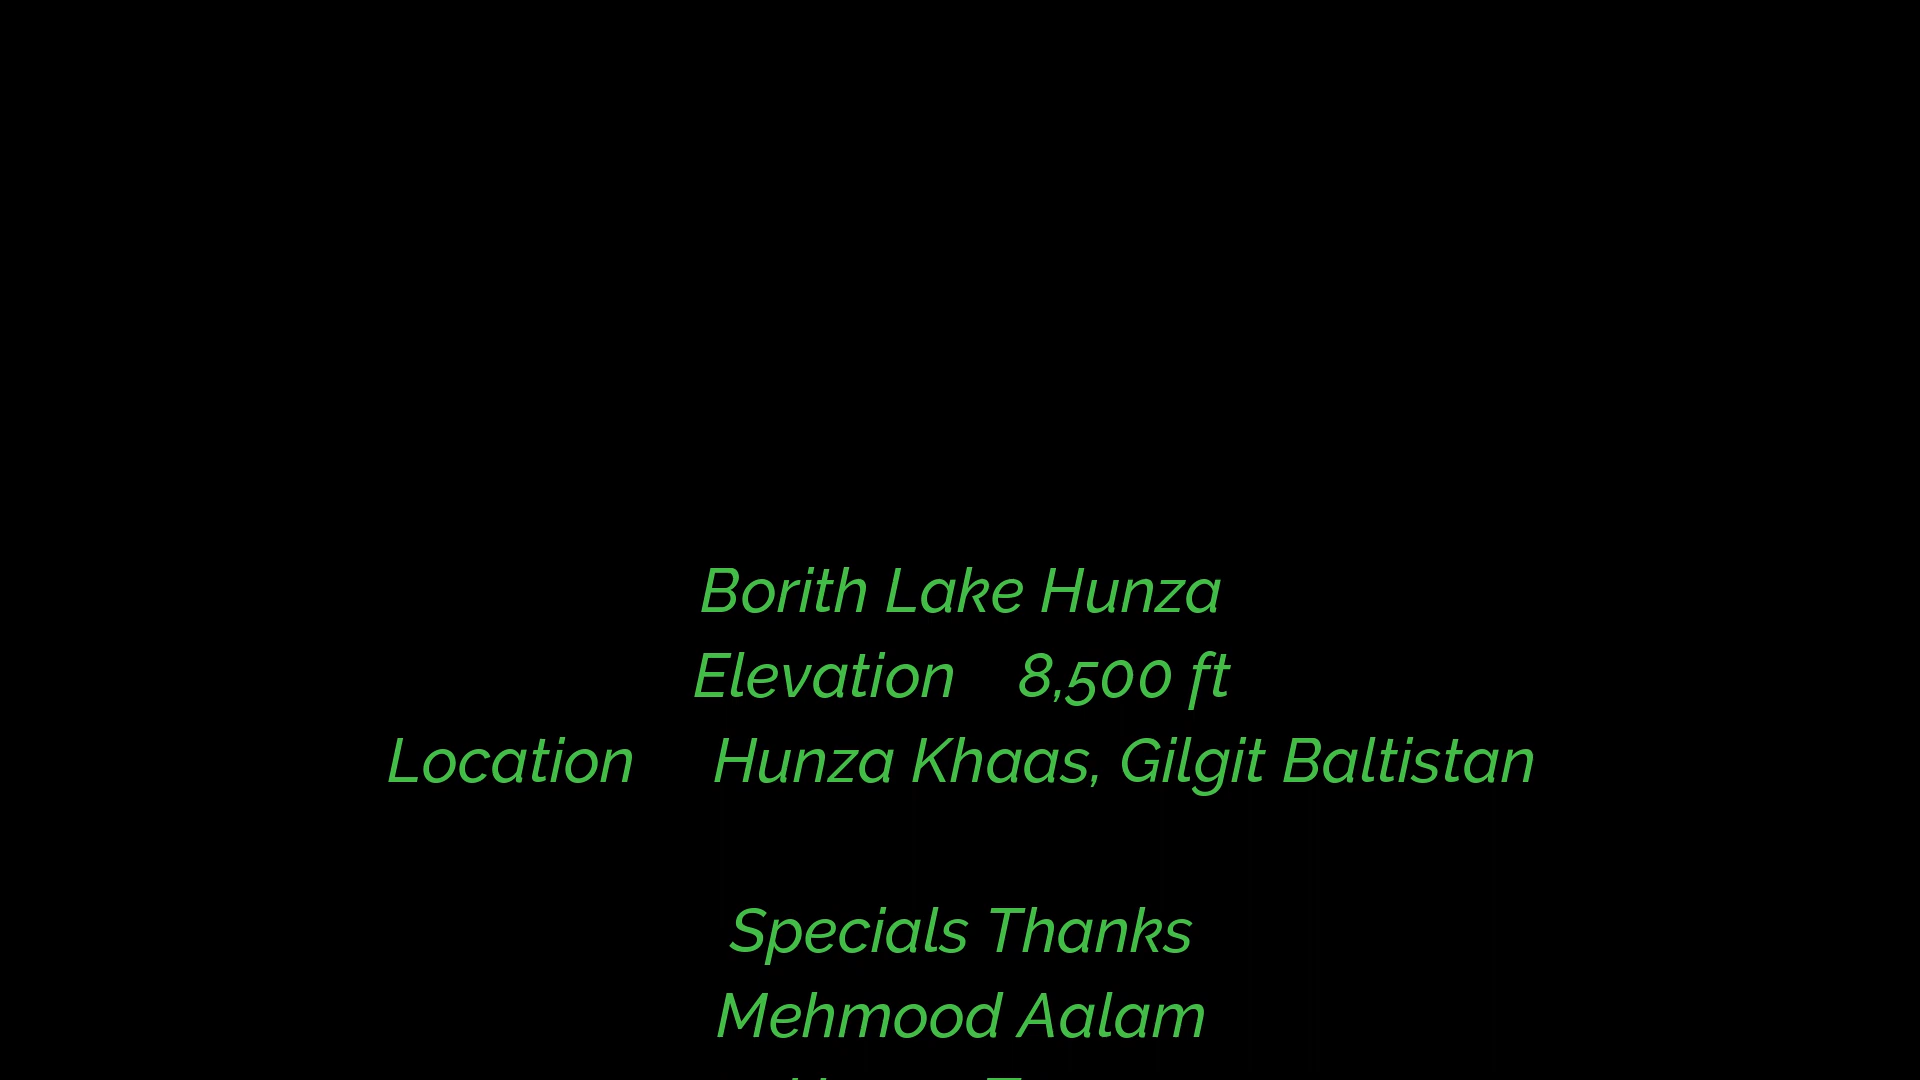 Borith Lake Hunza
Elevation    8,500 ft
Location     Hunza Khaas, Gilgit Baltistan
Specials Thanks
Mehmood Aalam